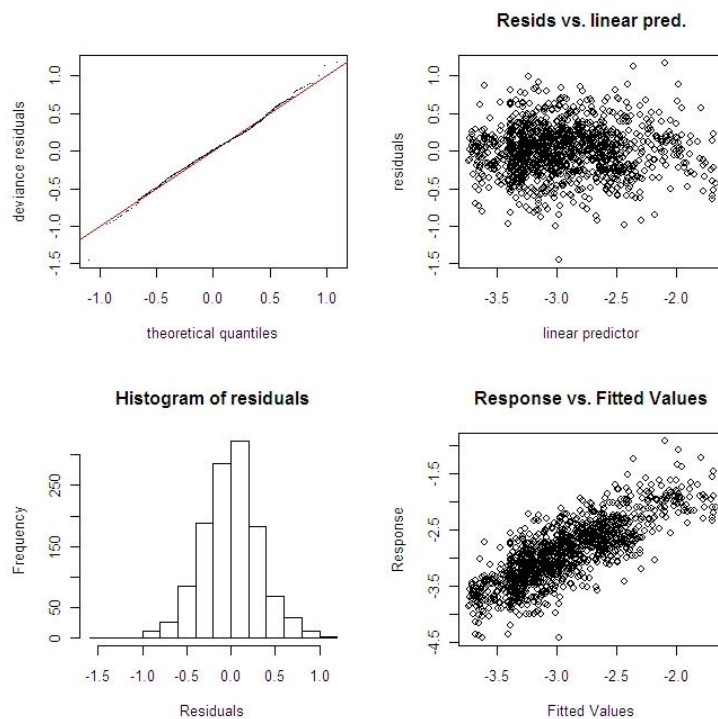 deviance residuals
1.0
0.5
0.0
-0.5
-1.0
-1.5
-1.0 -0.5 0.0 0.5 1.0
theoretical quantiles
Resids vs. linear pred.
residuals
1.0
0.5
0.0
-0.5
-1.0
-1.5
-3.5 -3.0 -2.5 -2.0
linear predictor
Histogram of residuals
Frequency
250
150
50
0
-1.5 -1.0 -0.5 0.0 0.5 1.0
Residuals
Response vs. Fitted Values
Response
-1.5
-2.5
-3.5
-4.5
-3.5 -3.0 -2.5 -2.0
Fitted Values